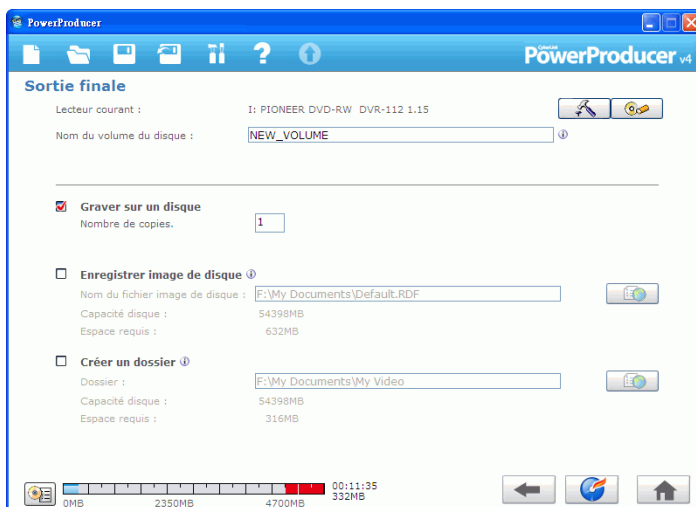 PowerProducer
CyberLink PowerProducer v4
Sortie finale
Lecteur courant : I: PIONEER DVD-RW DVR-112 1.15
Nom du volume du disque : NEW_VOLUME
Graver sur un disque
Nombre de copies. 1
Enregistrer image de disque
Nom du fichier image de disque : F:\My Documents\Default.RDF
Capacité disque : 54398MB
Espace requis : 632MB
Créer un dossier
Dossier : F:\My Documents\My Video
Capacité disque : 54398MB
Espace requis : 316MB
00:11:35
332MB
0MB 2350MB 4700MB